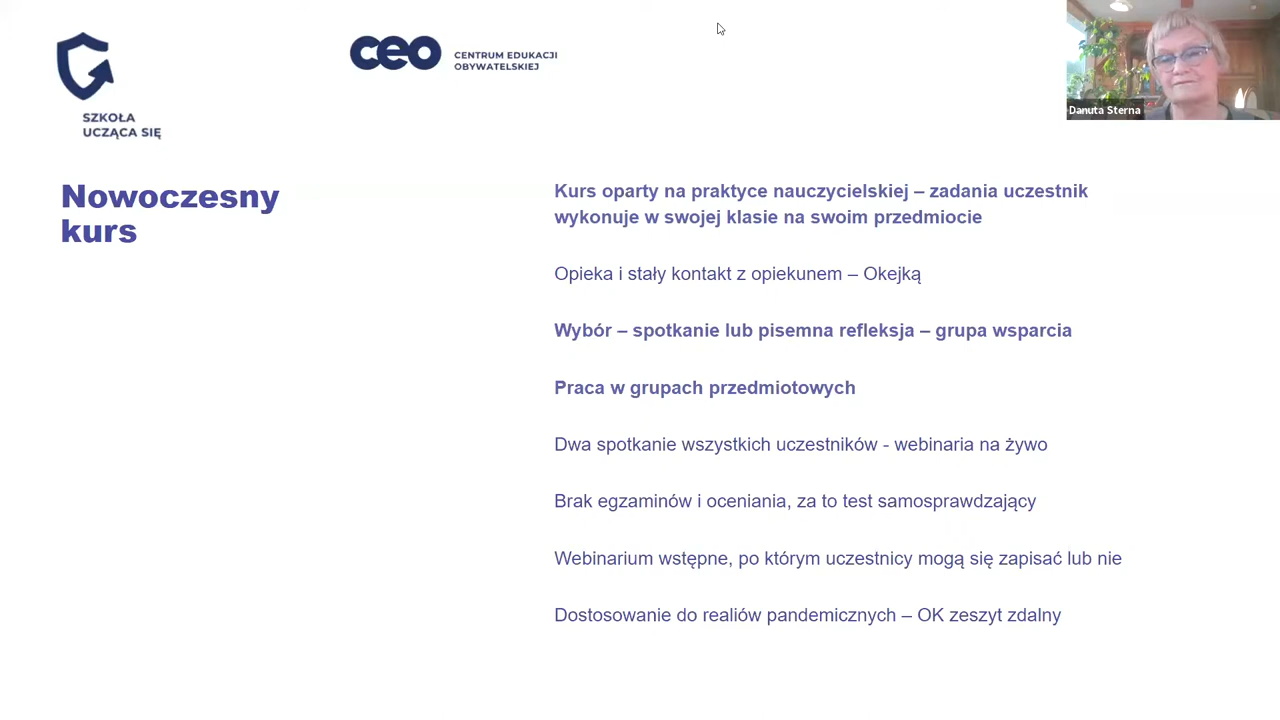 SZKOŁA
UCZĄCA SIĘ
ceo
CENTRUM EDUKACJI
OBYWATELSKIEJ
Danuta Sterna
Nowoczesny
kurs
Kurs oparty na praktyce nauczycielskiej – zadania uczestnik
wykonuje w swojej klasie na swoim przedmiocie
Opieka i stały kontakt z opiekunem – Okejką
Wybór – spotkanie lub pisemna refleksja – grupa wsparcia
Praca w grupach przedmiotowych
Dwa spotkanie wszystkich uczestników - webinaria na żywo
Brak egzaminów i oceniania, za to test samosprawdzający
Webinarium wstępne, po którym uczestnicy mogą się zapisać lub nie
Dostosowanie do realiów pandemicznych – OK zeszyt zdalny